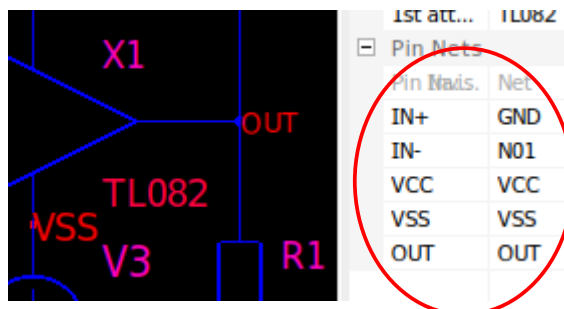 X1
OUT
TL082
VSS
V3
R1
1st att... TL082
Pin Nets
Pin Invis. Net
IN+ GND
IN- N01
VCC VCC
VSS VSS
OUT OUT